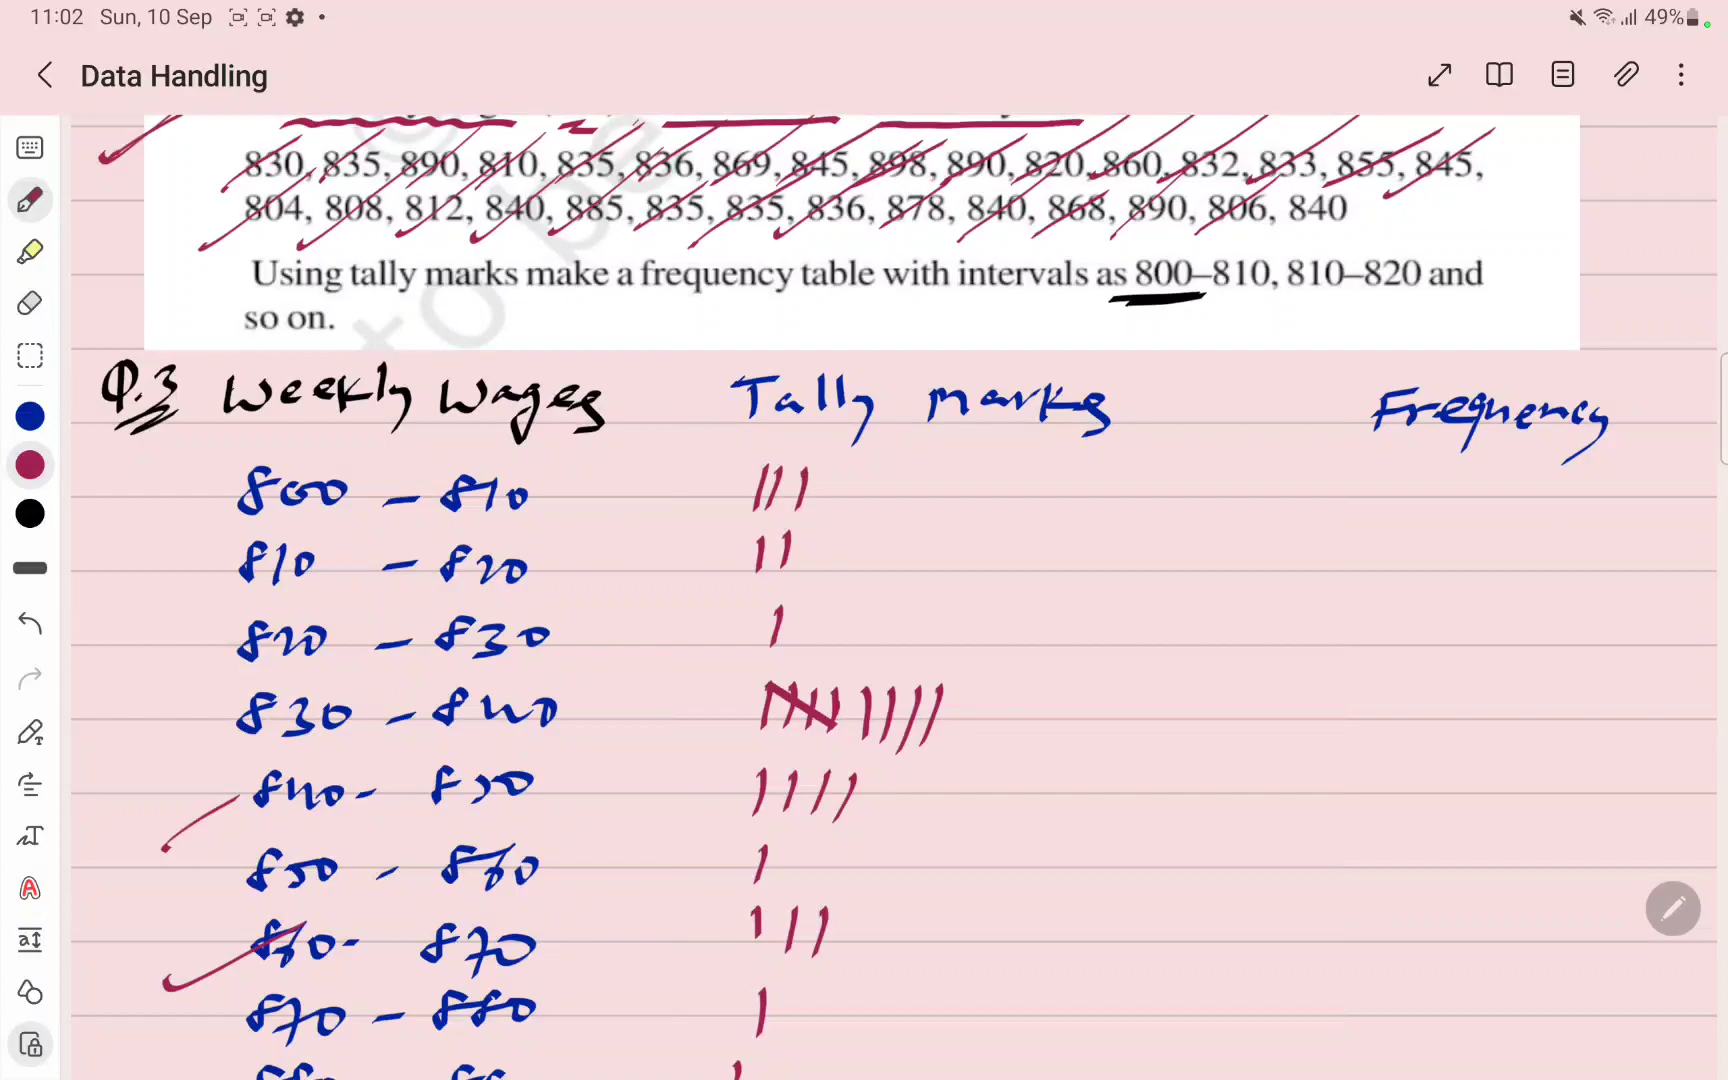 11:02 Sun, 10 Sep 49%
Data Handling
830, 835, 890, 810, 835, 836, 869, 845, 898, 890, 820, 860, 832, 833, 855, 845,
804, 808, 812, 840, 885, 835, 835, 836, 878, 840, 868, 890, 806, 840
Using tally marks make a frequency table with intervals as 800–810, 810–820 and
so on.
Q.3 Weekly Wages Tally marks Frequency
800 - 810
810 - 820
820 - 830
830 - 840
840 - 850
850 - 860
860 - 870
870 - 880